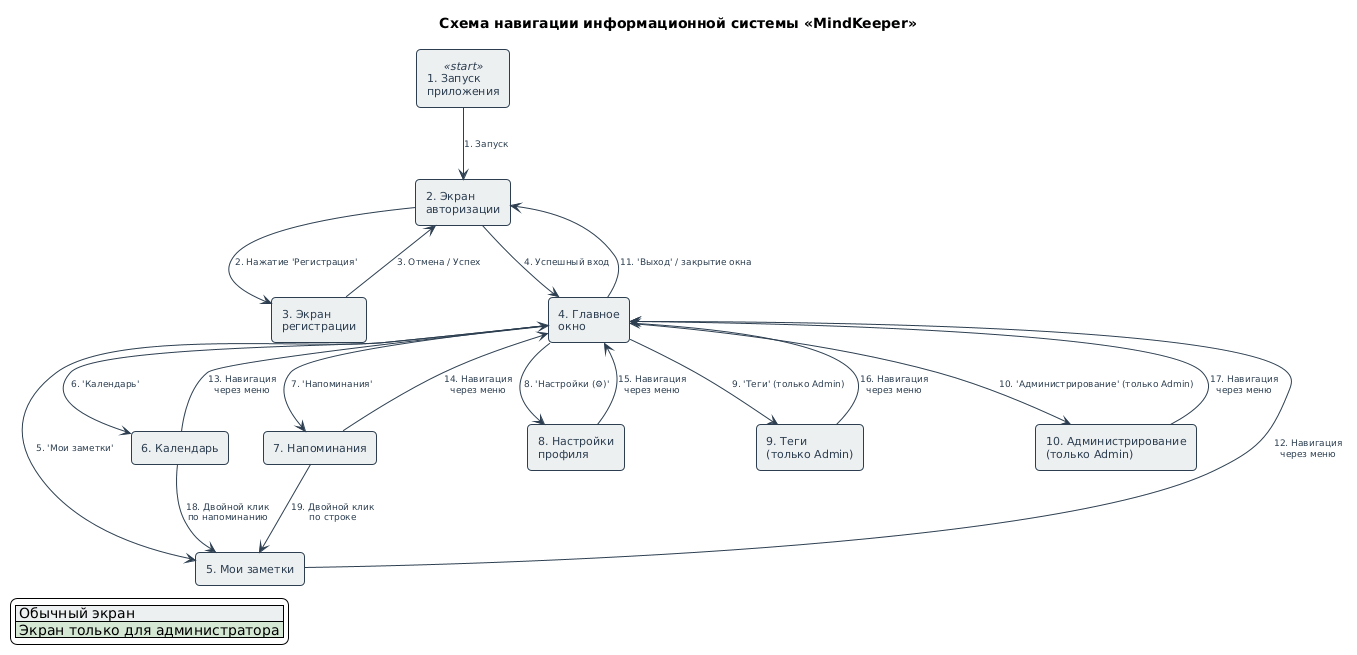 Схема навигации информационной системы «MindKeeper»
«start»
1. Запуск
приложения
1. Запуск
2. Экран
авторизации
2. Нажатие 'Регистрация'
3. Отмена / Успех
4. Успешный вход
11. 'Выход' / закрытие окна
3. Экран
регистрации
4. Главное
окно
6. 'Календарь'
13. Навигация
через меню
7. 'Напоминания'
14. Навигация
через меню
8. 'Настройки (⚙)'
15. Навигация
через меню
9. 'Теги' (только Admin)
16. Навигация
через меню
10. 'Администрирование' (только Admin)
17. Навигация
через меню
5. 'Мои заметки'
6. Календарь
7. Напоминания
8. Настройки
профиля
9. Теги
(только Admin)
10. Администрирование
(только Admin)
12. Навигация
через меню
18. Двойной клик
по напоминанию
19. Двойной клик
по строке
5. Мои заметки
Обычный экран
Экран только для администратора